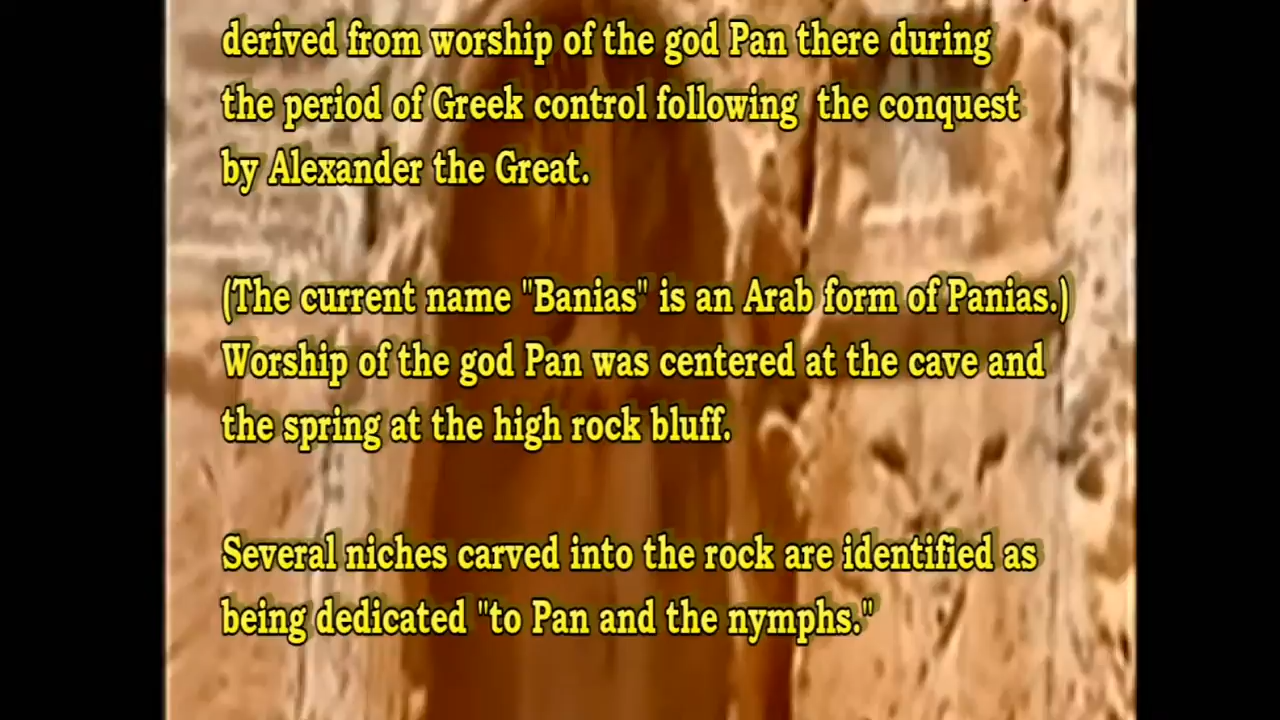 derived from worship of the god Pan there during
the period of Greek control following  the conquest
by Alexander the Great.
(The current name "Banias" is an Arab form of Panias.)
Worship of the god Pan was centered at the cave and
the spring at the high rock bluff.
Several niches carved into the rock are identified as
being dedicated "to Pan and the nymphs."